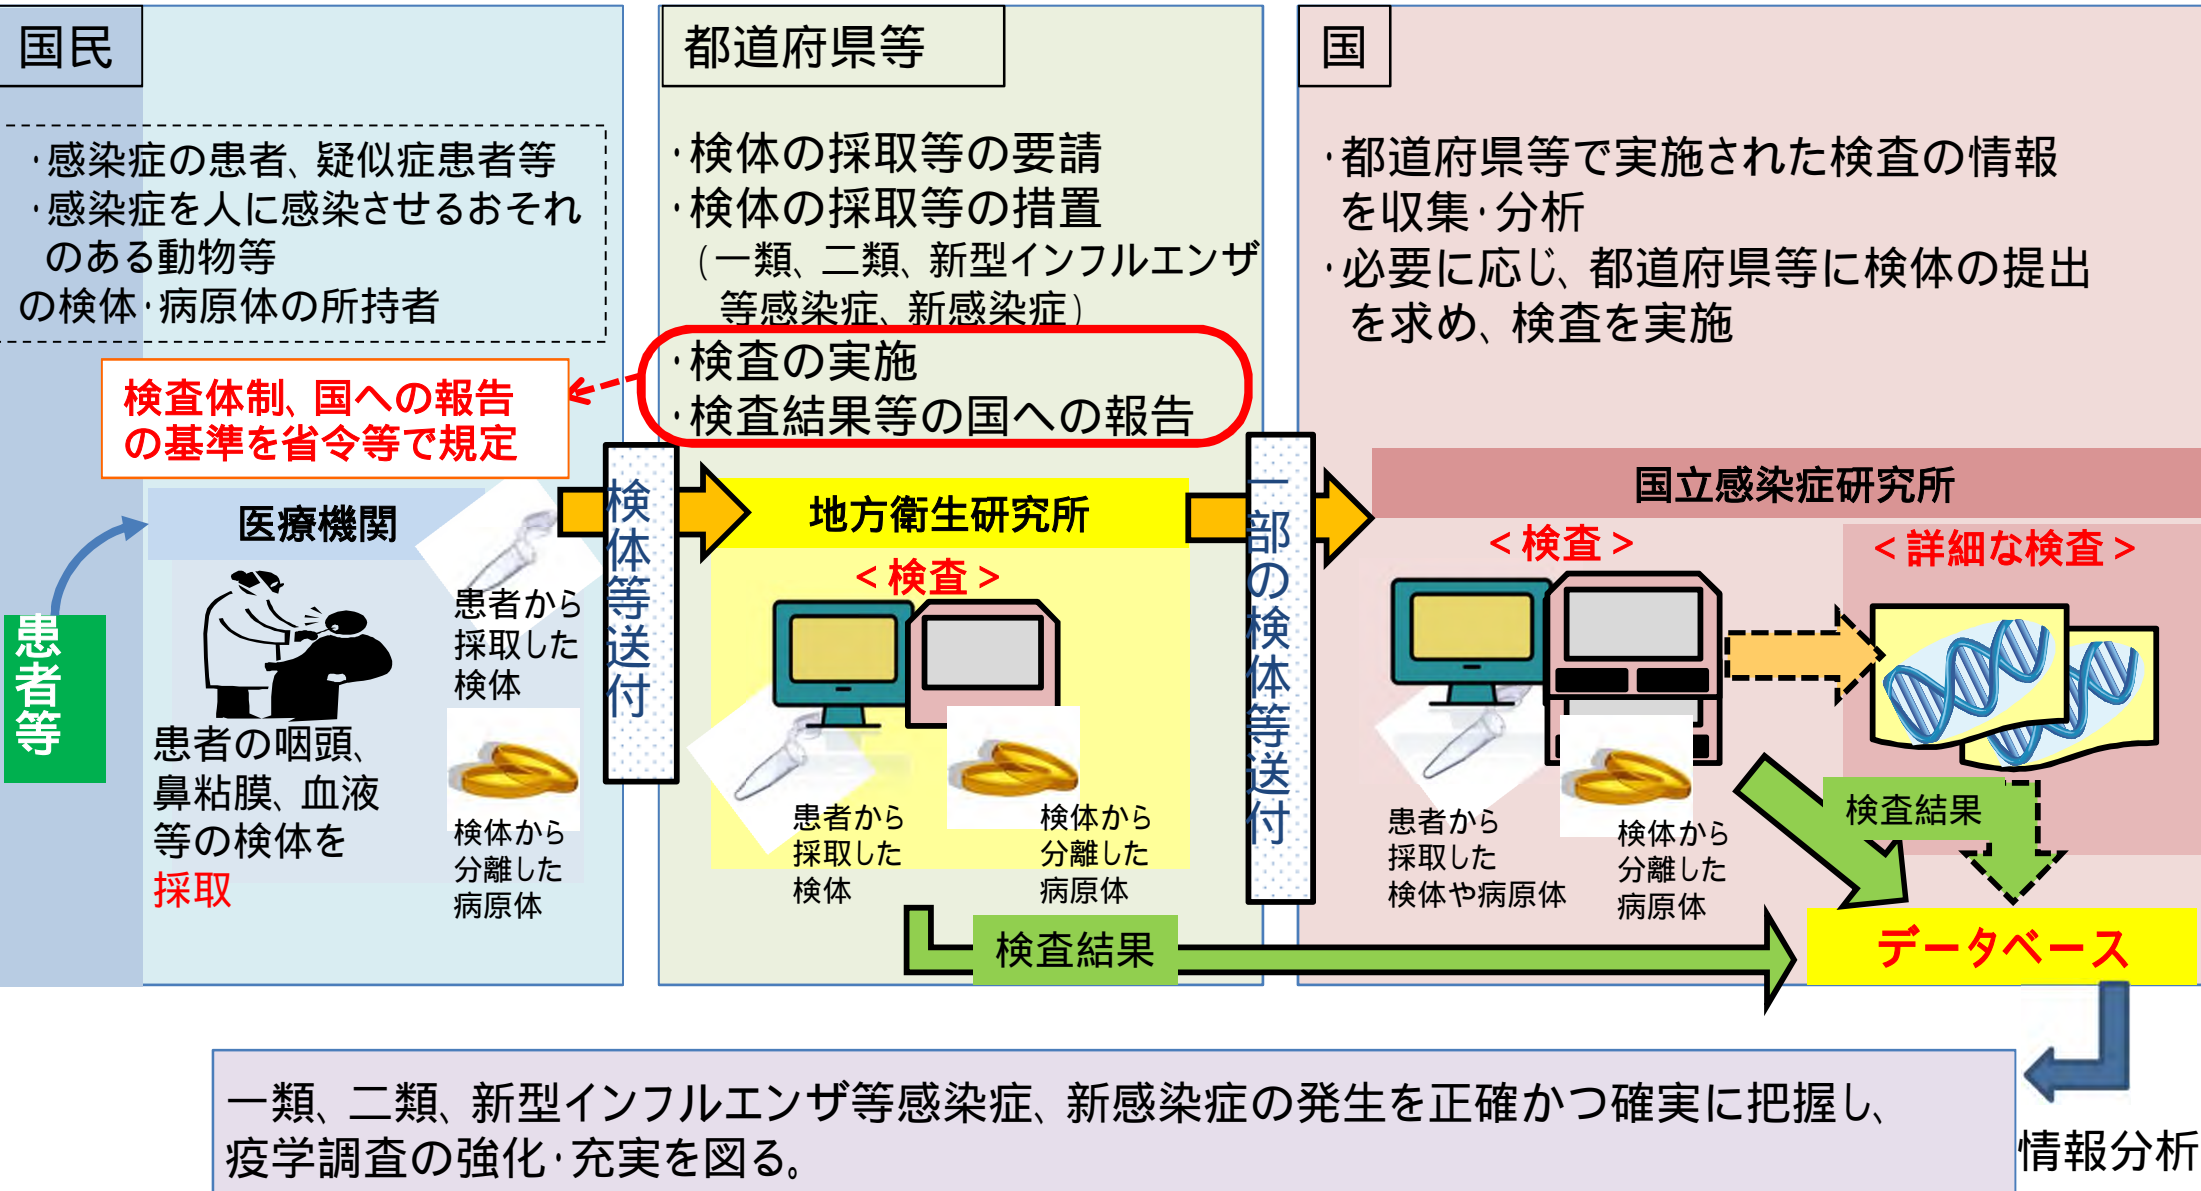 国民
・感染症の患者、疑似症患者等
・感染症を人に感染させるおそれ
のある動物等
の検体・病原体の所持者
検査体制、国への報告
の基準を省令等で規定
医療機関
患者等
患者の咽頭、
鼻粘膜、血液
等の検体を
採取
患者から
採取した
検体
検体から
分離した
病原体
検体等送付
都道府県等
・検体の採取等の要請
・検体の採取等の措置
(一類、二類、新型インフルエンザ
等感染症、新感染症)
・検査の実施
・検査結果等の国への報告
地方衛生研究所
<検査>
患者から
採取した
検体
検体から
分離した
病原体
検査結果
一部の検体等送付
国
・都道府県等で実施された検査の情報
を収集・分析
・必要に応じ、都道府県等に検体の提出
を求め、検査を実施
国立感染症研究所
<検査>
<詳細な検査>
患者から
採取した
検体や病原体
検体から
分離した
病原体
検査結果
データベース
情報分析
一類、二類、新型インフルエンザ等感染症、新感染症の発生を正確かつ確実に把握し、
疫学調査の強化・充実を図る。